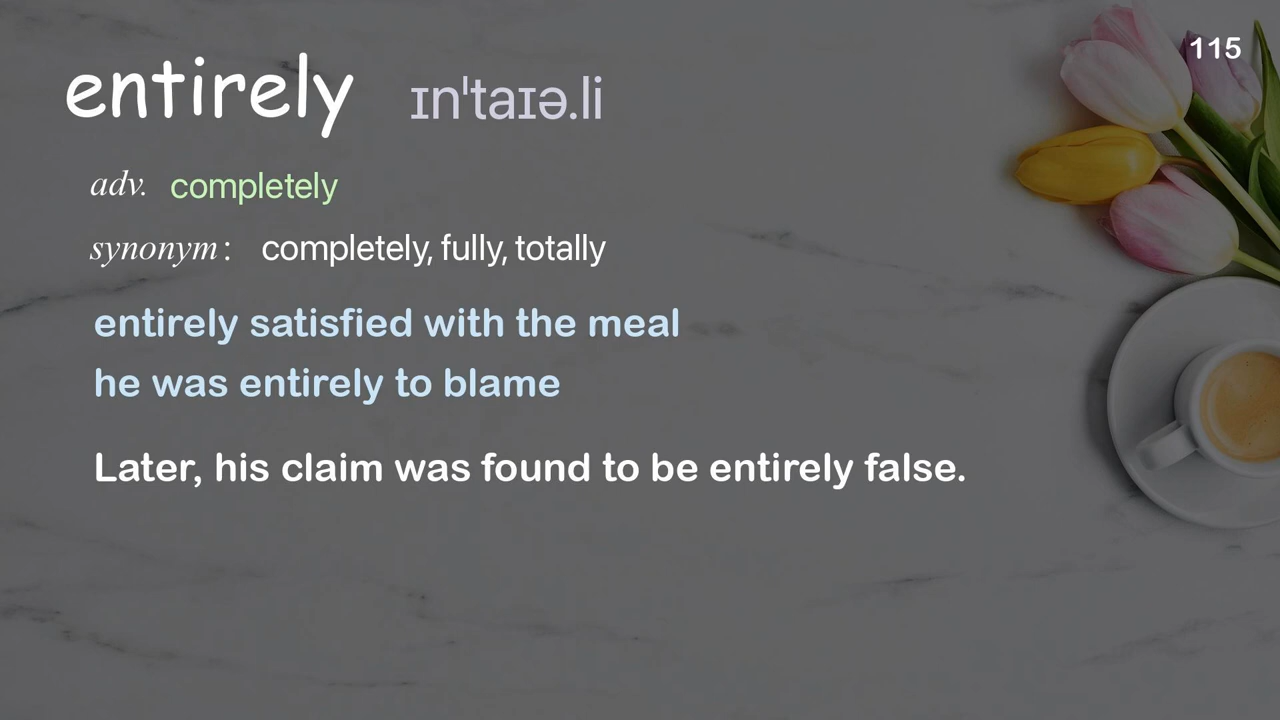 115
entirely ɪnˈtaɪə.li
adv. completely
synonym: completely, fully, totally
entirely satisfied with the meal
he was entirely to blame
Later, his claim was found to be entirely false.